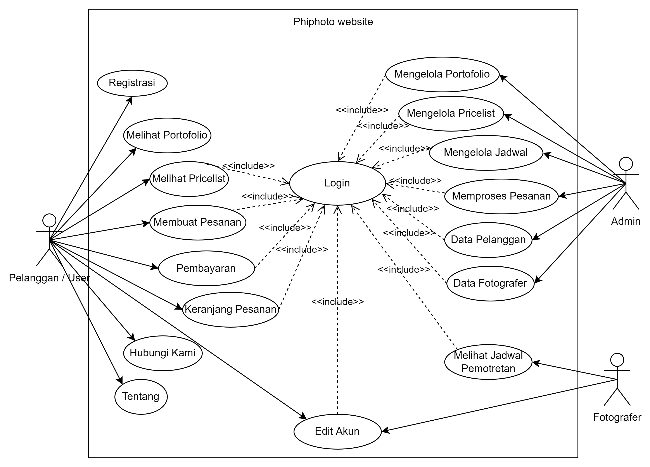 Phiphoto website
Registrasi
Mengelola Portofolio
<<include>>
Mengelola Pricelist
Melihat Portofolio
<<include>>
Mengelola Jadwal
<<include>>
Melihat Pricelist
<<include>>
Login
<<include>>
Memproses Pesanan
<<include>>
Admin
Membuat Pesanan
<<include>>
<<include>>
Data Pelanggan
<<include>>
Pelanggan / User
Pembayaran
<<include>>
<<include>>
Data Fotografer
Keranjang Pesanan
<<include>>
Hubungi Kami
Melihat Jadwal
Pemotretan
Tentang
Fotografer
Edit Akun